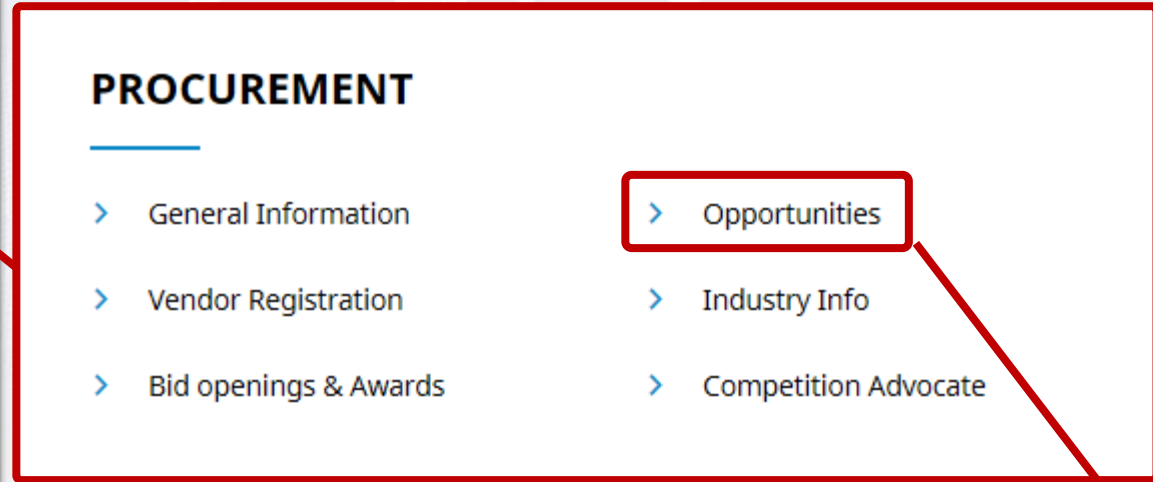 PROCUREMENT
General Information
Opportunities
Vendor Registration
Industry Info
Bid openings & Awards
Competition Advocate